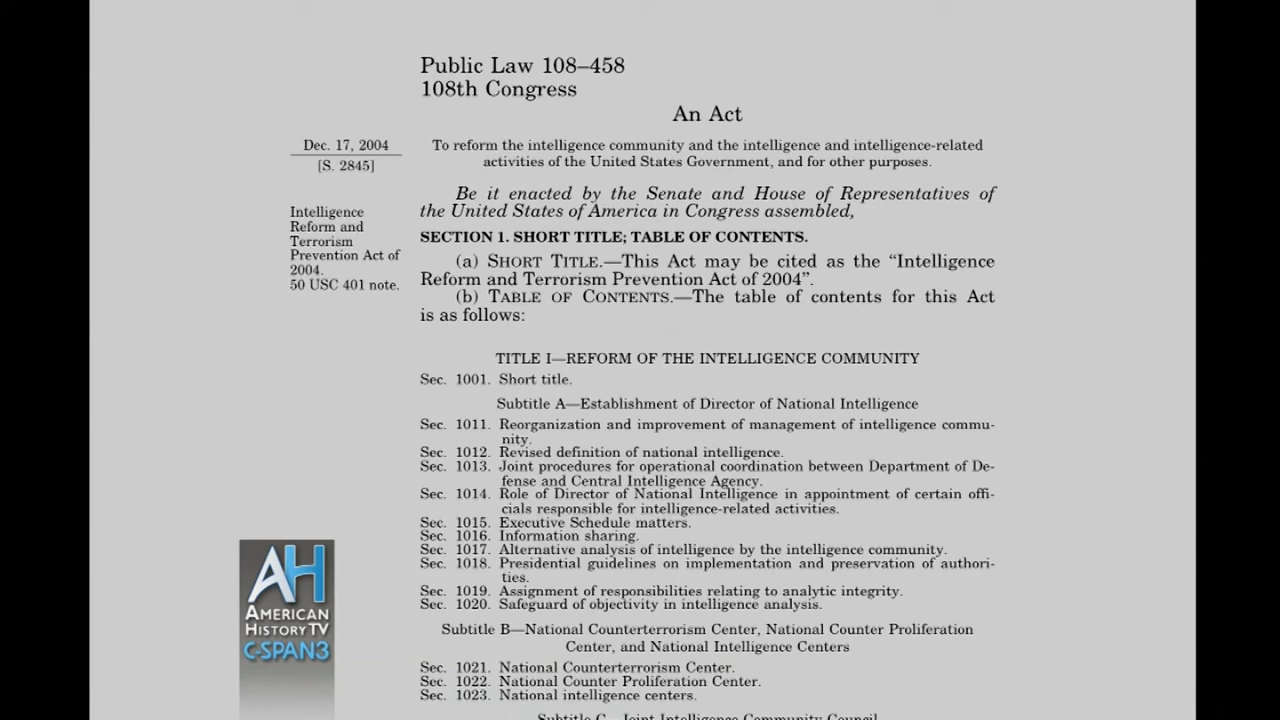 Public Law 108–458
108th Congress
An Act
Dec. 17, 2004
[S. 2845]
To reform the intelligence community and the intelligence and intelligence-related
activities of the United States Government, and for other purposes.
Be it enacted by the Senate and House of Representatives of
the United States of America in Congress assembled,
Intelligence
Reform and
Terrorism
Prevention Act of
2004.
50 USC 401 note.
SECTION 1. SHORT TITLE; TABLE OF CONTENTS.
(a) SHORT TITLE.—This Act may be cited as the “Intelligence
Reform and Terrorism Prevention Act of 2004”.
(b) TABLE OF CONTENTS.—The table of contents for this Act
is as follows:
TITLE I—REFORM OF THE INTELLIGENCE COMMUNITY
Sec. 1001. Short title.
Subtitle A—Establishment of Director of National Intelligence
Sec. 1011. Reorganization and improvement of management of intelligence commu-
nity.
Sec. 1012. Revised definition of national intelligence.
Sec. 1013. Joint procedures for operational coordination between Department of De-
fense and Central Intelligence Agency.
Sec. 1014. Role of Director of National Intelligence in appointment of certain offi-
cials responsible for intelligence-related activities.
Sec. 1015. Executive Schedule matters.
Sec. 1016. Information sharing.
Sec. 1017. Alternative analysis of intelligence by the intelligence community.
Sec. 1018. Presidential guidelines on implementation and preservation of authori-
ties.
Sec. 1019. Assignment of responsibilities relating to analytic integrity.
Sec. 1020. Safeguard of objectivity in intelligence analysis.
Subtitle B—National Counterterrorism Center, National Counter Proliferation
Center, and National Intelligence Centers
Sec. 1021. National Counterterrorism Center.
Sec. 1022. National Counter Proliferation Center.
Sec. 1023. National intelligence centers.
Subtitle C—Joint Intelligence Community Council
AH
AMERICAN
HISTORY TV
C-SPAN3